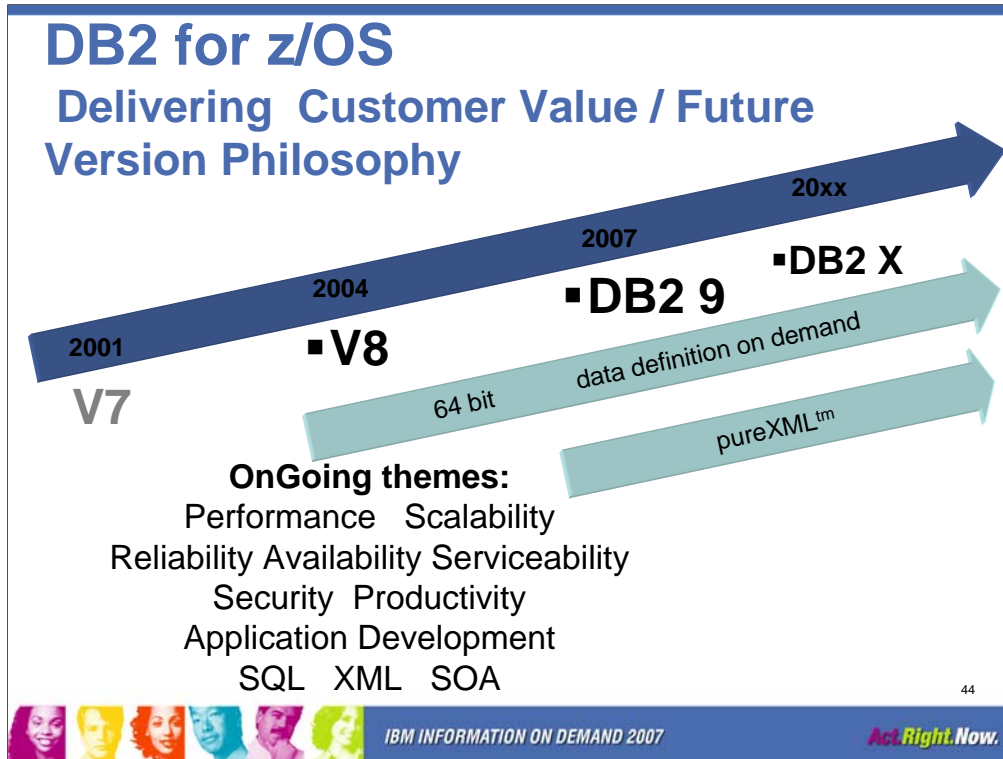 DB2 for z/OS
Delivering Customer Value / Future
Version Philosophy
20xx
2007
▪DB2 X
2004
▪DB2 9
2001
▪V8
V7
64 bit data definition on demand
pureXMLtm
OnGoing themes:
Performance Scalability
Reliability Availability Serviceability
Security Productivity
Application Development
SQL XML SOA
44
IBM INFORMATION ON DEMAND 2007
Act.Right.Now.